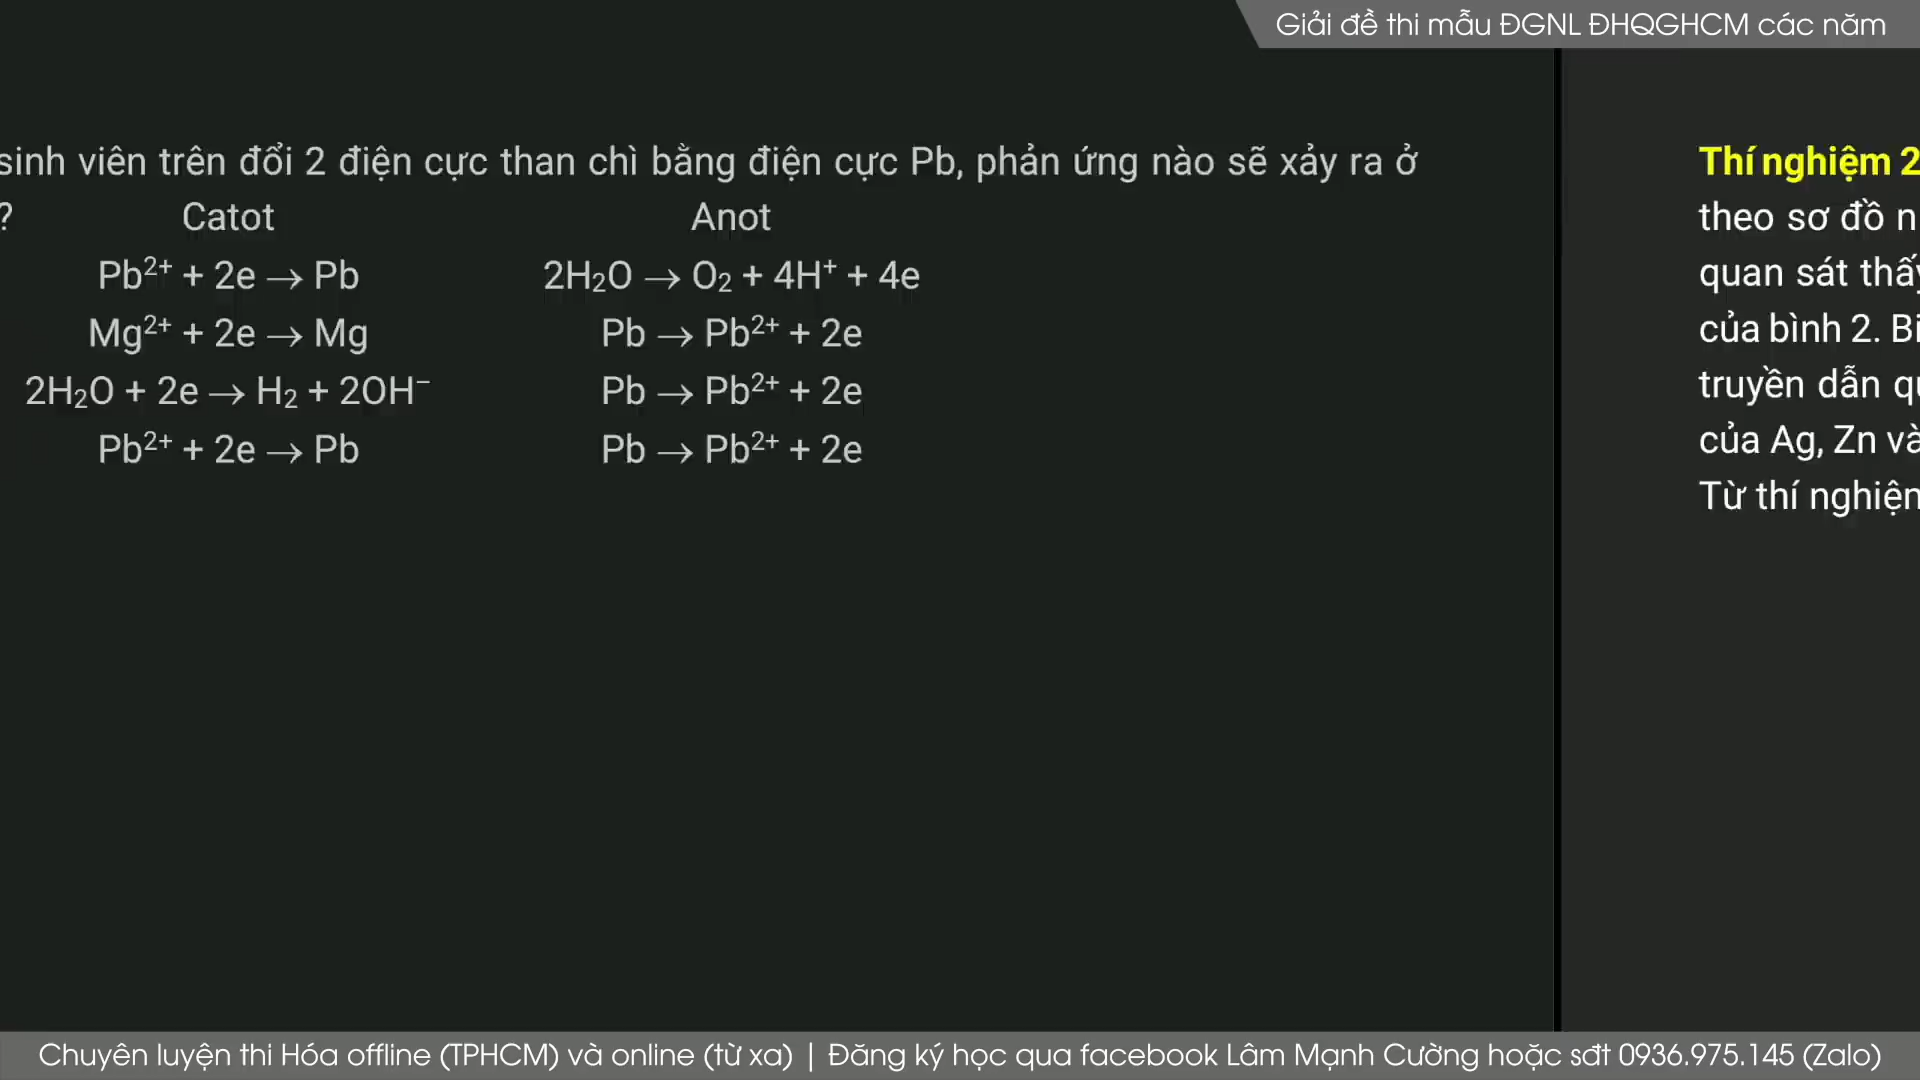 Giải đề thi mẫu ĐGNL ĐHQGHCM các năm
sinh viên trên đổi 2 điện cực than chì bằng điện cực Pb, phản ứng nào sẽ xảy ra ở
? Catot Anot
Pb²⁺ + 2e → Pb 2H₂O → O₂ + 4H⁺ + 4e
Mg²⁺ + 2e → Mg Pb → Pb²⁺ + 2e
2H₂O + 2e → H₂ + 2OH⁻ Pb → Pb²⁺ + 2e
Pb²⁺ + 2e → Pb Pb → Pb²⁺ + 2e
Thí nghiệm 2
theo sơ đồ n
quan sát thấy
của bình 2. Bi
truyền dẫn qu
của Ag, Zn và
Từ thí nghiện
Chuyên luyện thi Hóa offline (TPHCM) và online (từ xa) | Đăng ký học qua facebook Lâm Mạnh Cường hoặc sđt 0936.975.145 (Zalo)